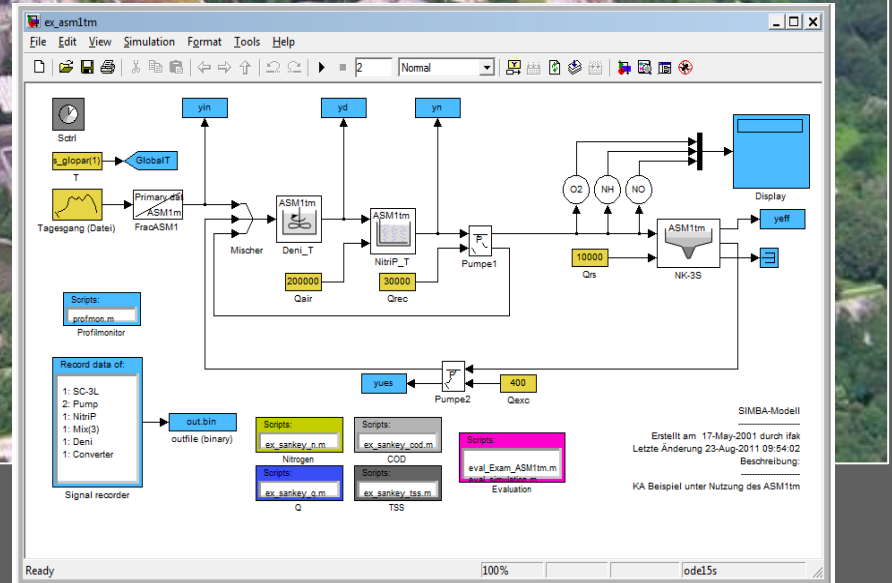 ex_asm1tm
File Edit View Simulation Format Tools Help
2 Normal
Sctrl
yin
yd
yn
s_glopar(1)
T
GlobalT
Tagesgang (Datei)
Primary dat
ASM1m
FracASM1
Mischer
ASM1tm
Deni_T
ASM1tm
NitriP_T
Pumpe1
O2
NH
NO
Display
ASM1tm
NK-3S
yeff
200000
Qair
30000
Qrec
10000
Qrs
Scripts:
profmon.m
Profilmonitor
Record data of:
1: SC-3L
2: Pump
1: NitriP
1: Mix(3)
1: Deni
1: Converter
Signal recorder
out.bin
outfile (binary)
yues
Pumpe2
400
Qexc
Scripts:
ex_sankey_n.m
Nitrogen
Scripts:
ex_sankey_cod.m
COD
Scripts:
ex_sankey_q.m
Q
Scripts:
ex_sankey_tss.m
TSS
Scripts:
eval_Exam_ASM1tm.m
eval_simulation.m
Evaluation
SIMBA-Modell
--------------------
Erstellt am 17-May-2001 durch ifak
Letzte Änderung 23-Aug-2011 09:54:02
Beschreibung:
--------------------
KA Beispiel unter Nutzung des ASM1tm
Ready 100% ode15s